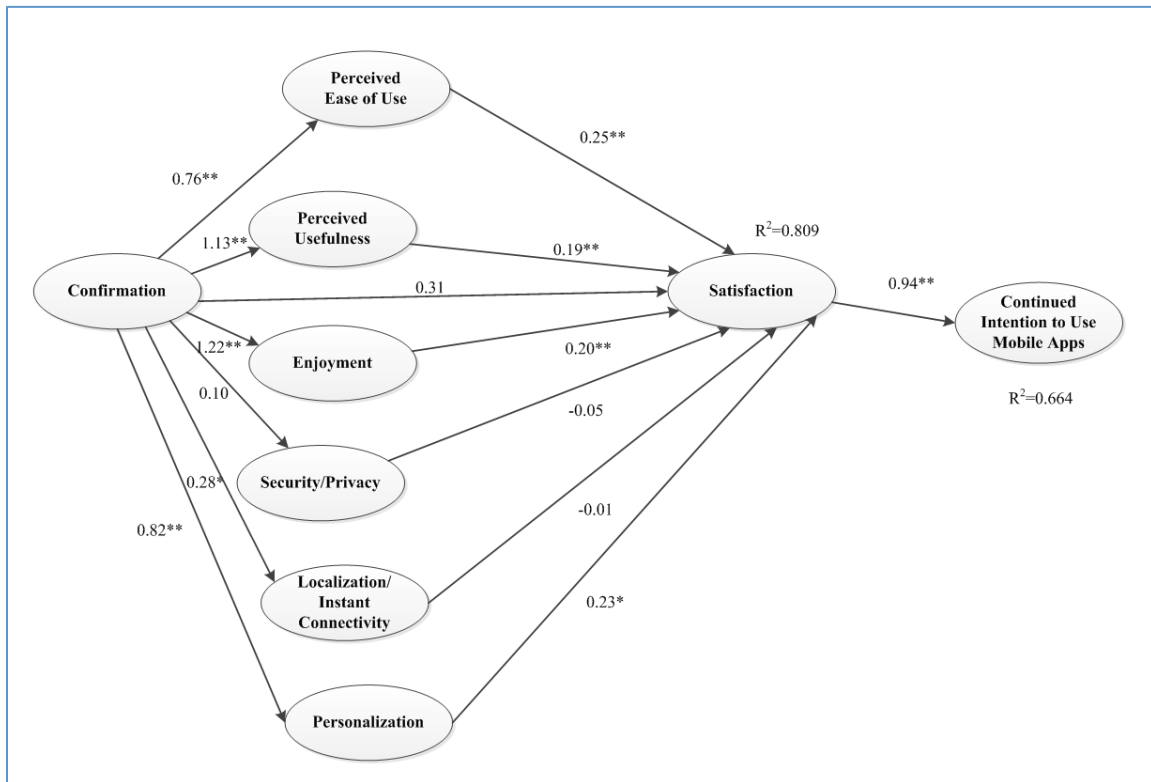 Perceived
Ease of Use
0.25**
0.76**
Perceived
Usefulness
R²=0.809
1.13**
0.19**
Confirmation
0.31
Satisfaction
0.94**
Continued
Intention to Use
Mobile Apps
1.22**
Enjoyment
0.20**
0.10
-0.05
R²=0.664
Security/Privacy
0.28*
0.82**
-0.01
Localization/
Instant
Connectivity
0.23*
Personalization